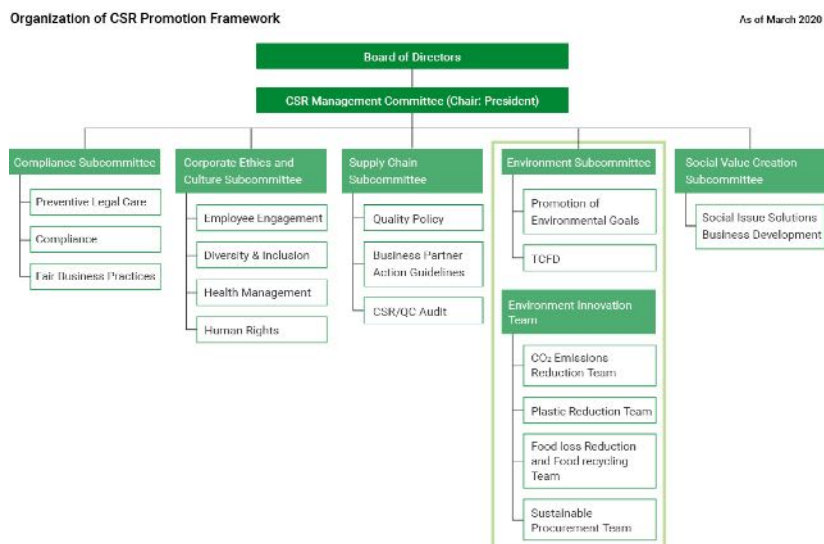 Organization of CSR Promotion Framework
As of March 2020
Board of Directors
CSR Management Committee (Chair: President)
Compliance Subcommittee
Preventive Legal Care
Compliance
Fair Business Practices
Corporate Ethics and
Culture Subcommittee
Employee Engagement
Diversity & Inclusion
Health Management
Human Rights
Supply Chain
Subcommittee
Quality Policy
Business Partner
Action Guidelines
CSR/QC Audit
Environment Subcommittee
Promotion of
Environmental Goals
TCFD
Environment Innovation
Team
CO₂ Emissions
Reduction Team
Plastic Reduction Team
Food loss Reduction
and Food recycling
Team
Sustainable
Procurement Team
Social Value Creation
Subcommittee
Social Issue Solutions
Business Development